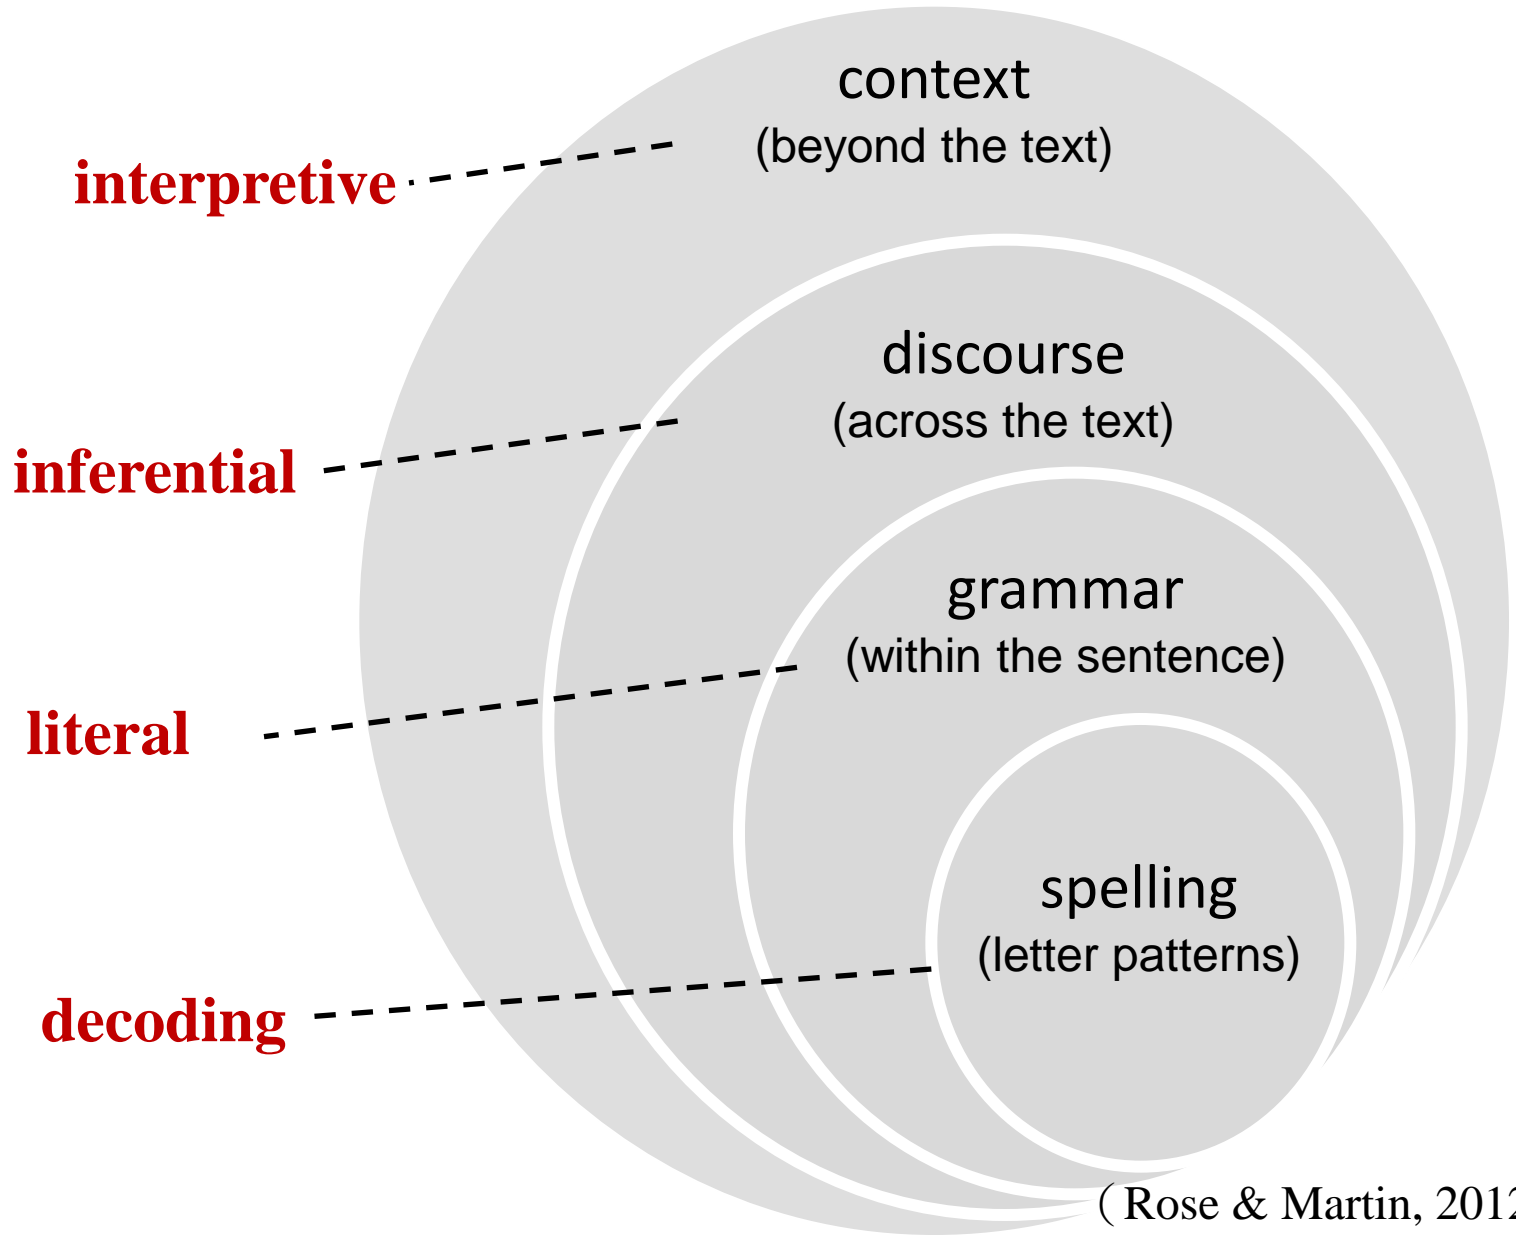 context
(beyond the text)
interpretive
discourse
(across the text)
inferential
grammar
(within the sentence)
literal
spelling
(letter patterns)
decoding
（Rose & Martin, 2012